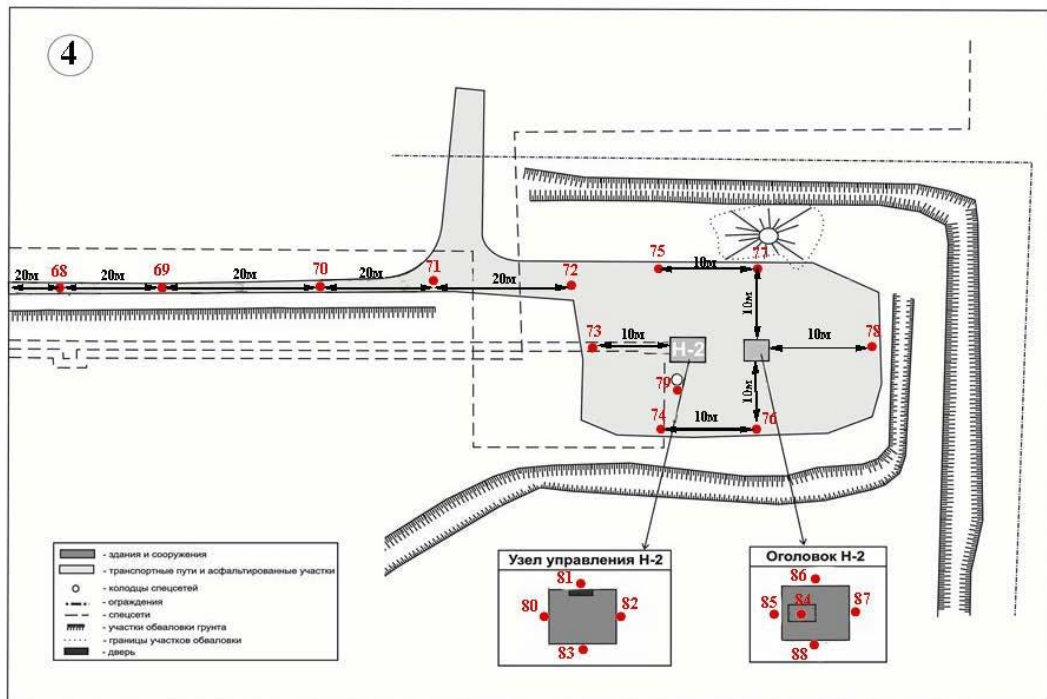 4
20м 68 20м 69 20м 70 20м 71 20м 72
75 10м 77
10м
73 10м Н-2 10м 78
79
10м
74 10м 76
Узел управления Н-2
81
80 82
83
Оголовок Н-2
86
85 84 87
88
- здания и сооружения
- транспортные пути и асфальтированные участки
- колодцы спецсетей
- ограждения
- спецсети
- участки обваловки грунта
- границы участков обваловки
- дверь